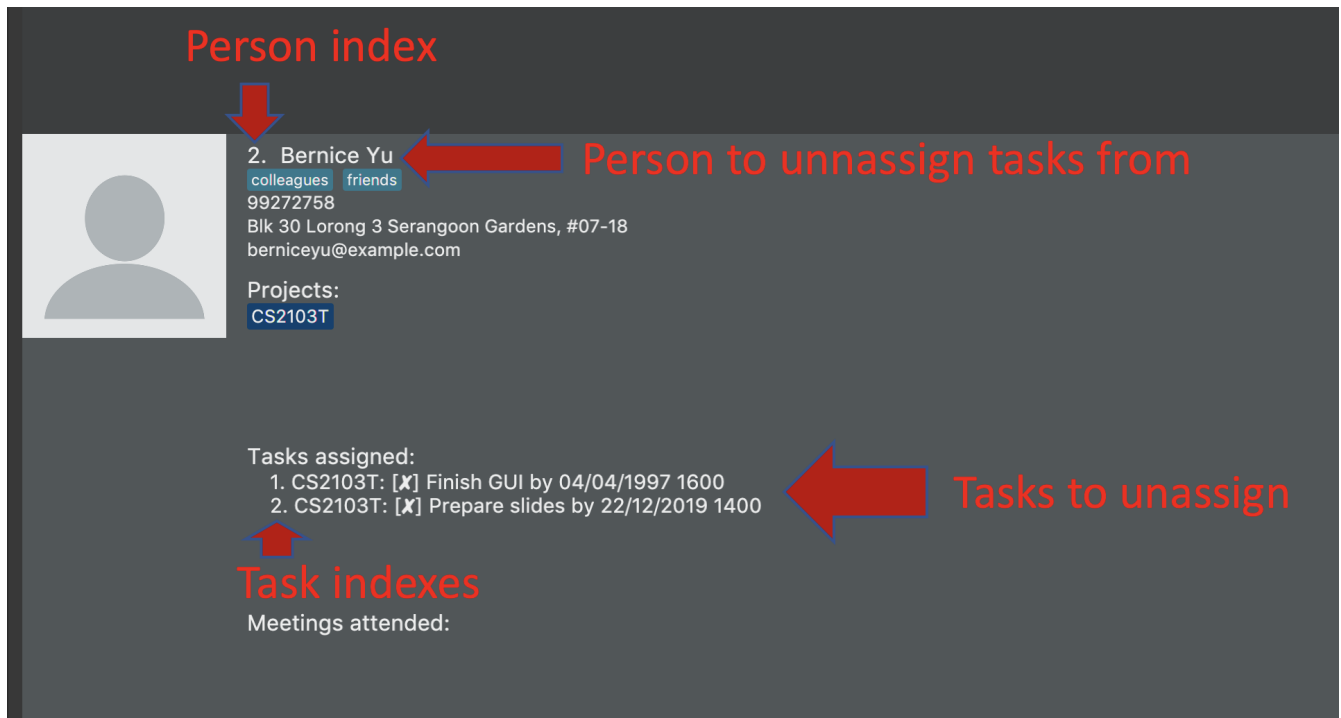 Person index
2. Bernice Yu
Person to unnassign tasks from
colleagues friends
99272758
Blk 30 Lorong 3 Serangoon Gardens, #07-18
berniceyu@example.com
Projects:
CS2103T
Tasks assigned:
1. CS2103T: [✘] Finish GUI by 04/04/1997 1600
2. CS2103T: [✘] Prepare slides by 22/12/2019 1400
Tasks to unassign
Task indexes
Meetings attended: